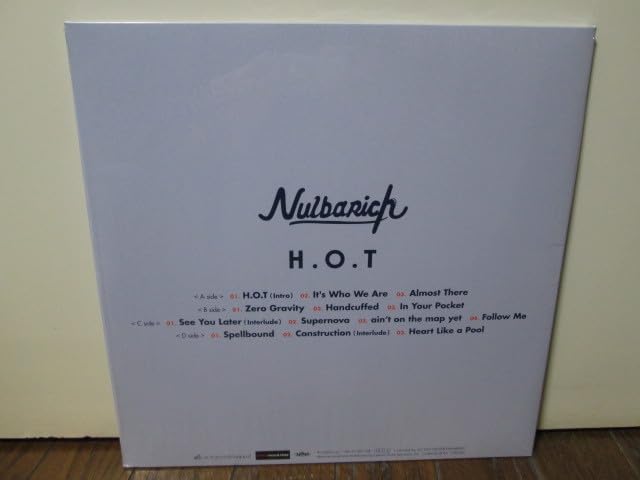 Nulbarich
H.O.T
< A side > 01. H.O.T (Intro) 02. It's Who We Are 03. Almost There
< B side > 01. Zero Gravity 02. Handcuffed 03. In Your Pocket
< C side > 01. See You Later (Interlude) 02. Supernova 03. ain't on the map yet 04. Follow Me
< D side > 01. Spellbound 02. Construction (Interlude) 03. Heart Like a Pool